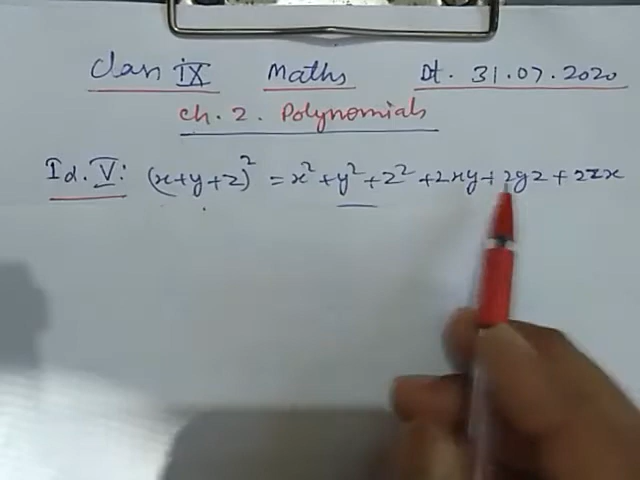 Class IX Maths Dt. 31.07.2020
Ch. 2. Polynomials
Id. V: (x+y+z)² = x²+y²+z²+2xy+2yz+2zx